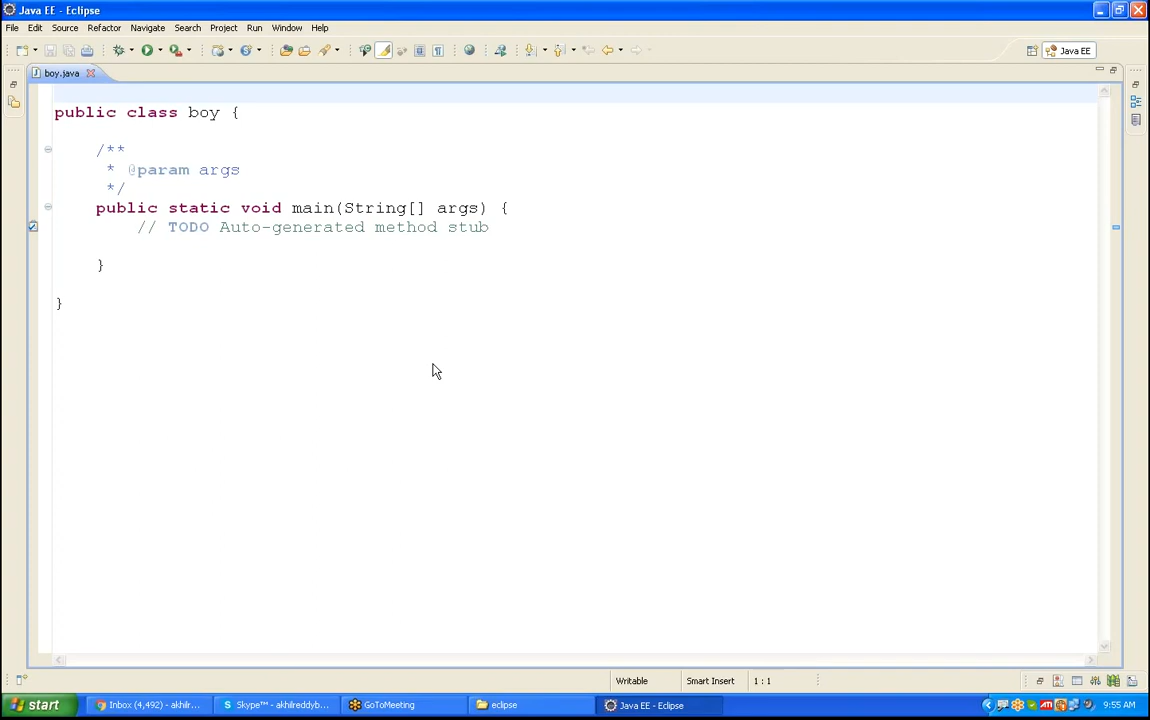 Java EE - Eclipse
File Edit Source Refactor Navigate Search Project Run Window Help
Java EE
boy.java
public class boy {
/**
* @param args
*/
public static void main(String[] args) {
// TODO Auto-generated method stub
}
}
Writable Smart Insert 1 : 1
start Inbox (4,492) - akhilr... Skype™ - akhilreddyb... GoToMeeting eclipse Java EE - Eclipse 9:55 AM